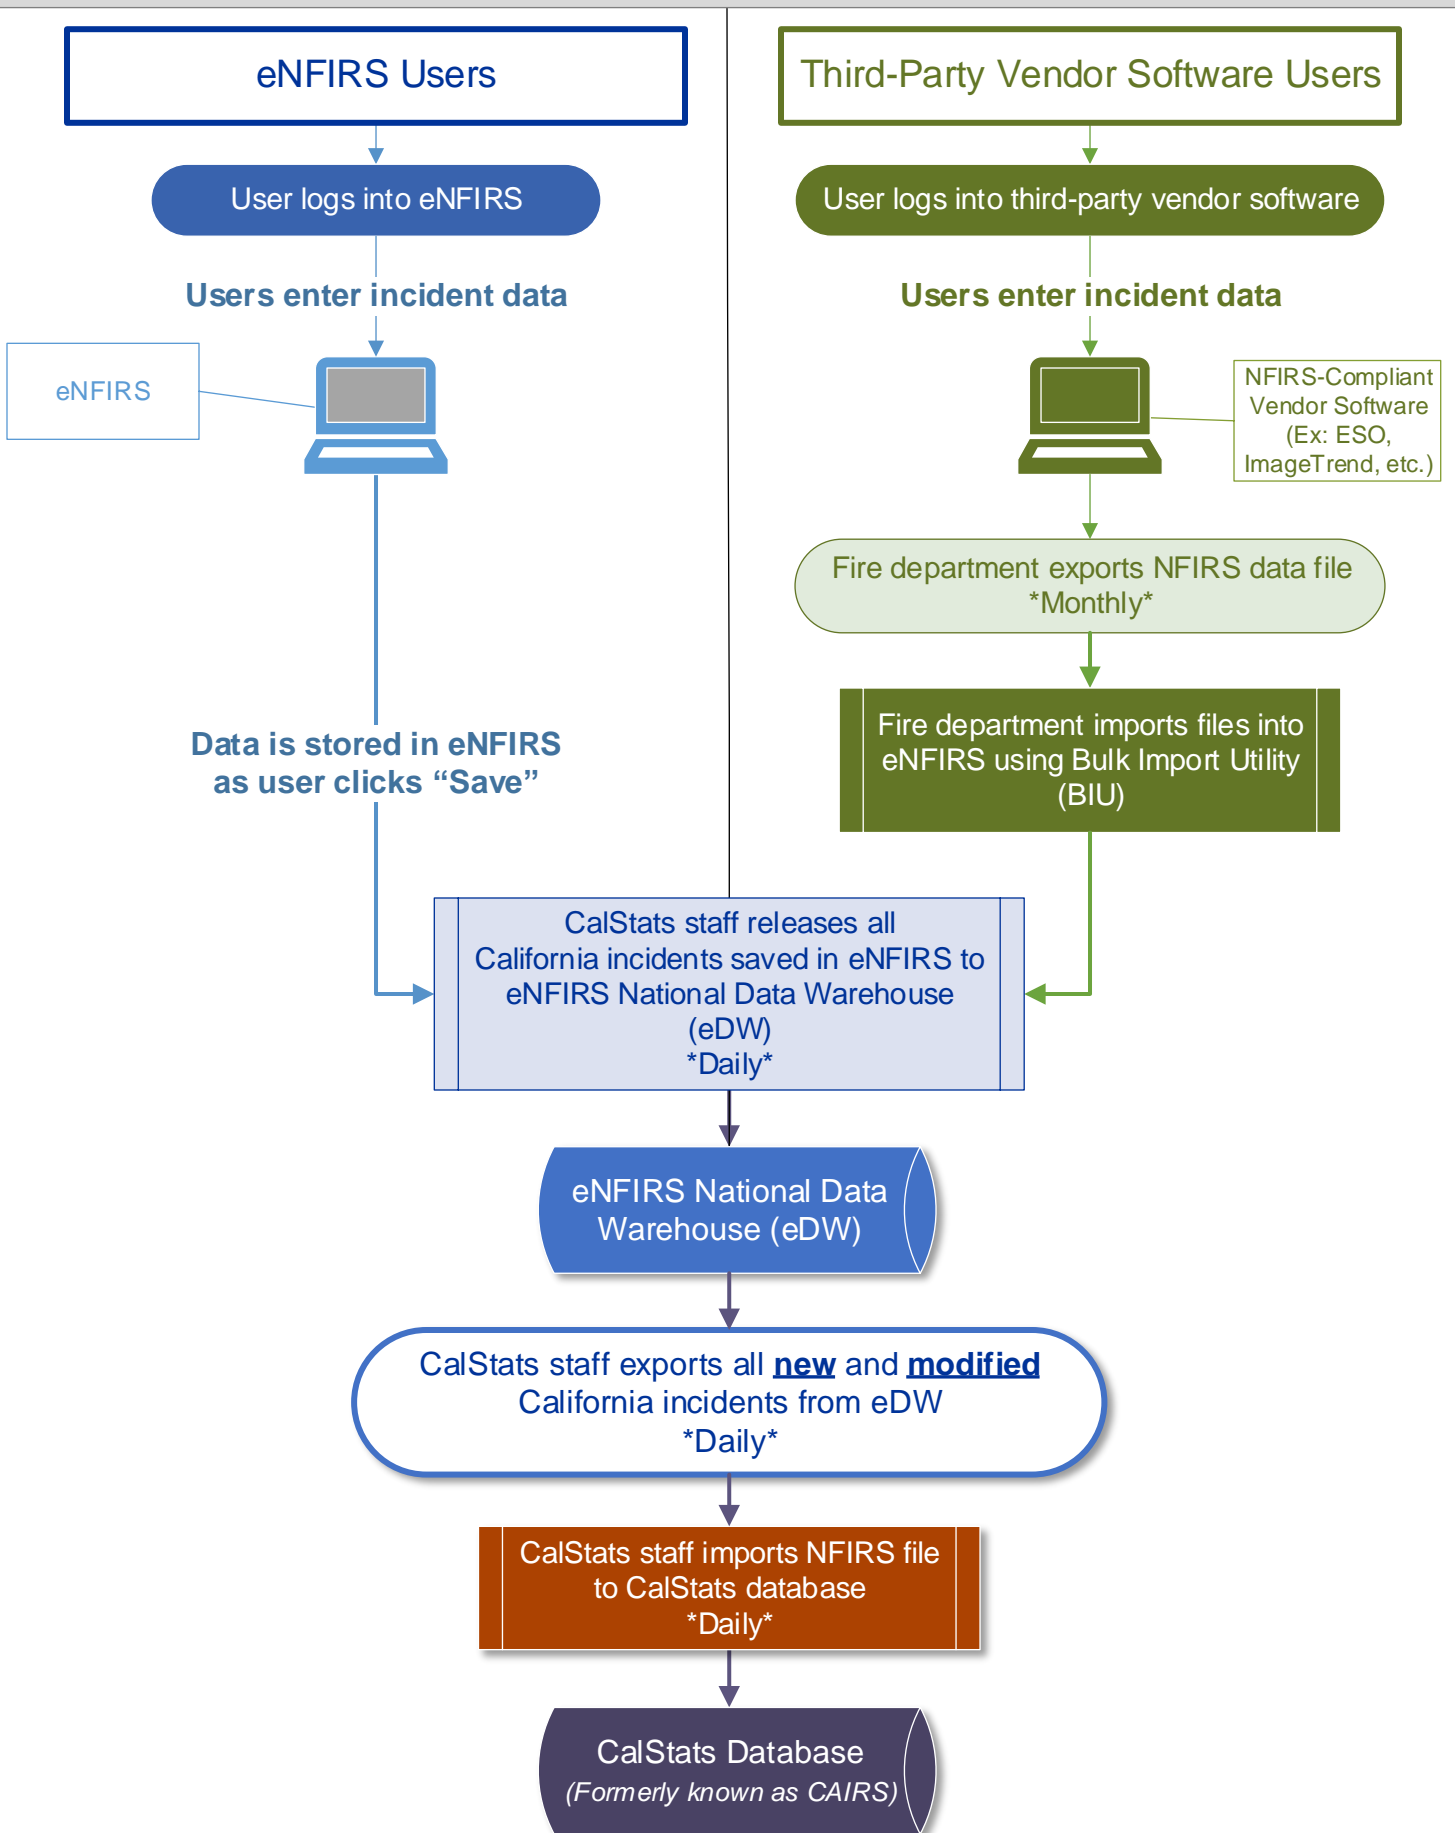 eNFIRS Users
User logs into eNFIRS
Users enter incident data
eNFIRS
Data is stored in eNFIRS
as user clicks “Save”
Third-Party Vendor Software Users
User logs into third-party vendor software
Users enter incident data
NFIRS-Compliant
Vendor Software
(Ex: ESO,
ImageTrend, etc.)
Fire department exports NFIRS data file
*Monthly*
Fire department imports files into
eNFIRS using Bulk Import Utility
(BIU)
CalStats staff releases all
California incidents saved in eNFIRS to
eNFIRS National Data Warehouse
(eDW)
*Daily*
eNFIRS National Data
Warehouse (eDW)
CalStats staff exports all new and modified
California incidents from eDW
*Daily*
CalStats staff imports NFIRS file
to CalStats database
*Daily*
CalStats Database
(Formerly known as CAIRS)